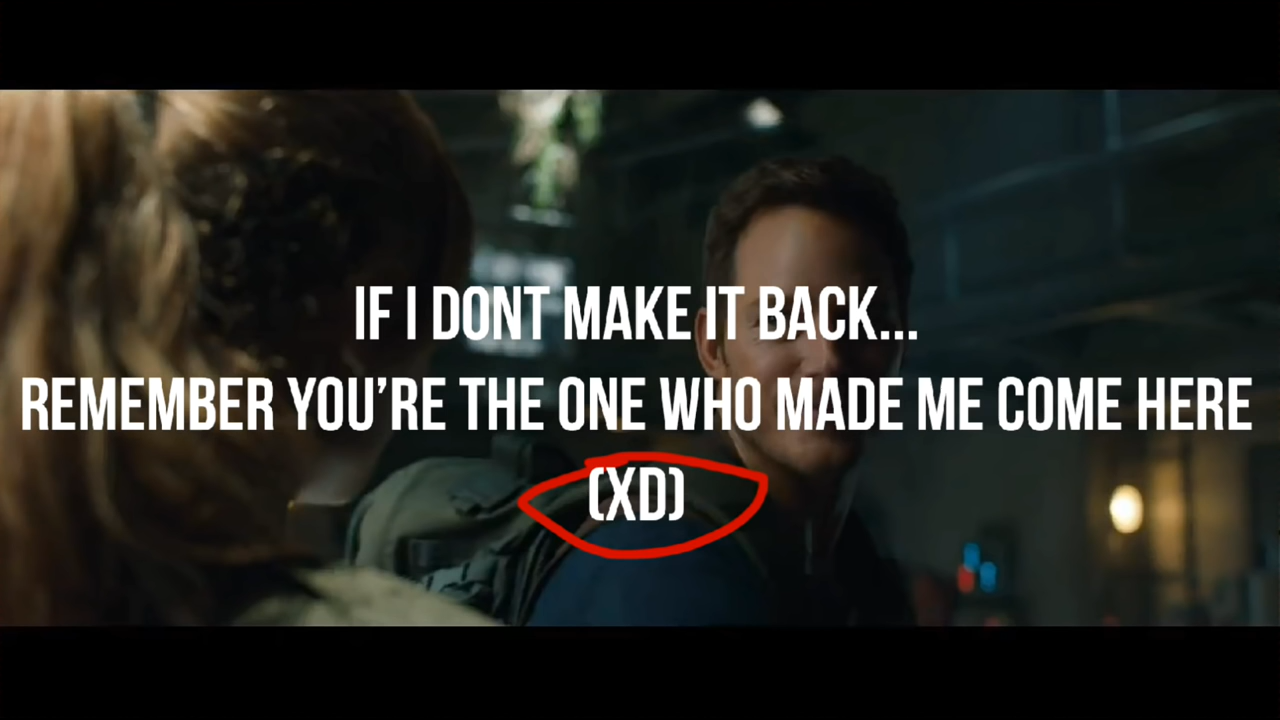 IF I DONT MAKE IT BACK...
REMEMBER YOU'RE THE ONE WHO MADE ME COME HERE
(XD)